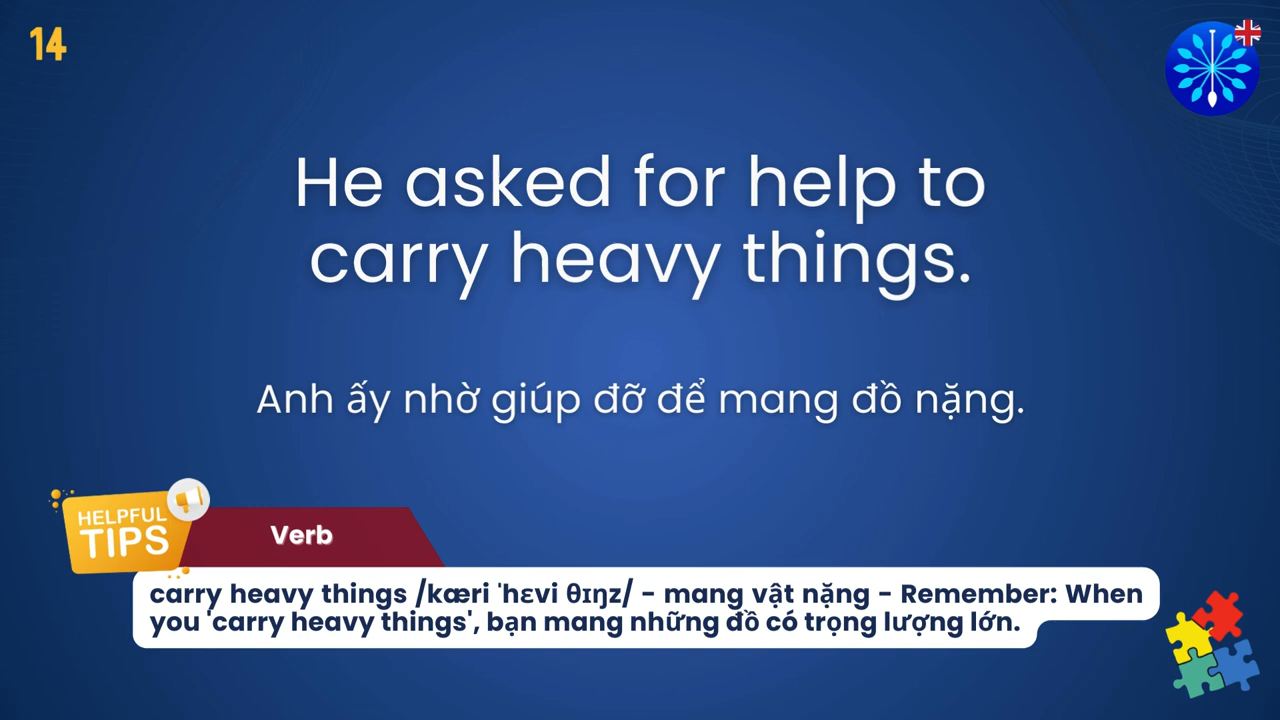 14
He asked for help to
carry heavy things.
Anh ấy nhờ giúp đỡ để mang đồ nặng.
HELPFUL
TIPS
Verb
carry heavy things /kæri ˈhɛvi θɪŋz/ - mang vật nặng - Remember: When
you 'carry heavy things', bạn mang những đồ có trọng lượng lớn.